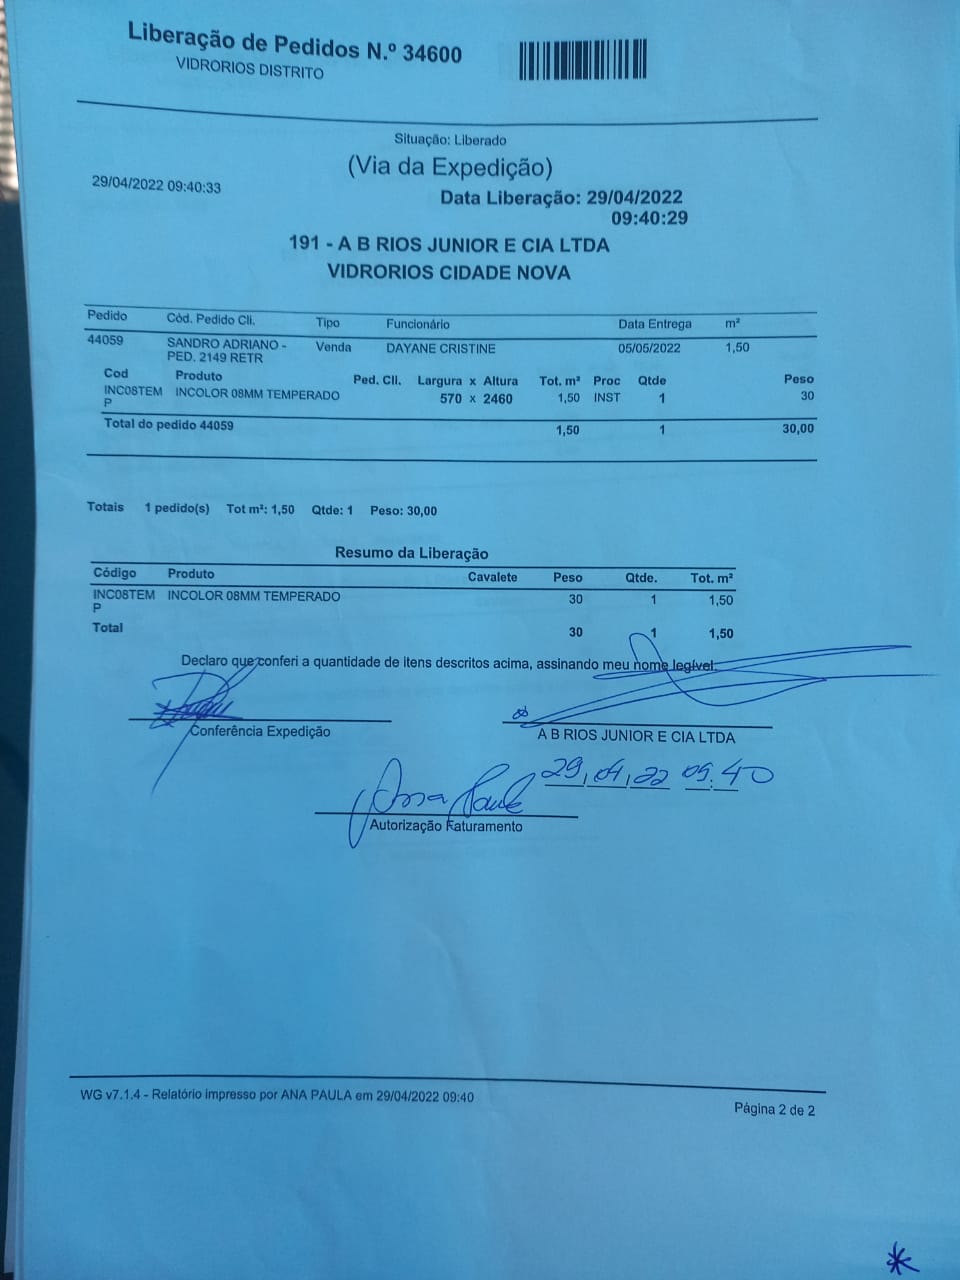 Liberação de Pedidos N.º 34600
VIDRORIOS DISTRITO
Situação: Liberado
(Via da Expedição)
29/04/2022 09:40:33
Data Liberação: 29/04/2022
09:40:29
191 - A B RIOS JUNIOR E CIA LTDA
VIDRORIOS CIDADE NOVA
Pedido Cód. Pedido Cli. Tipo Funcionário Data Entrega m²
44059 SANDRO ADRIANO - Venda DAYANE CRISTINE 05/05/2022 1,50
PED. 2149 RETR
Cod Produto Ped. Cli. Largura x Altura Tot. m² Proc Qtde Peso
INC08TEM INCOLOR 08MM TEMPERADO 570 x 2460 1,50 INST 1 30
P
Total do pedido 44059 1,50 1 30,00
Totais 1 pedido(s) Tot m²: 1,50 Qtde: 1 Peso: 30,00
Resumo da Liberação
Código Produto Cavalete Peso Qtde. Tot. m²
INC08TEM INCOLOR 08MM TEMPERADO 30 1 1,50
P
Total 30 1 1,50
Declaro que conferi a quantidade de itens descritos acima, assinando meu nome legível.
Conferência Expedição
A B RIOS JUNIOR E CIA LTDA
29/04/22 09:40
Ana Paula
Autorização Faturamento
WG v7.1.4 - Relatório impresso por ANA PAULA em 29/04/2022 09:40
Página 2 de 2